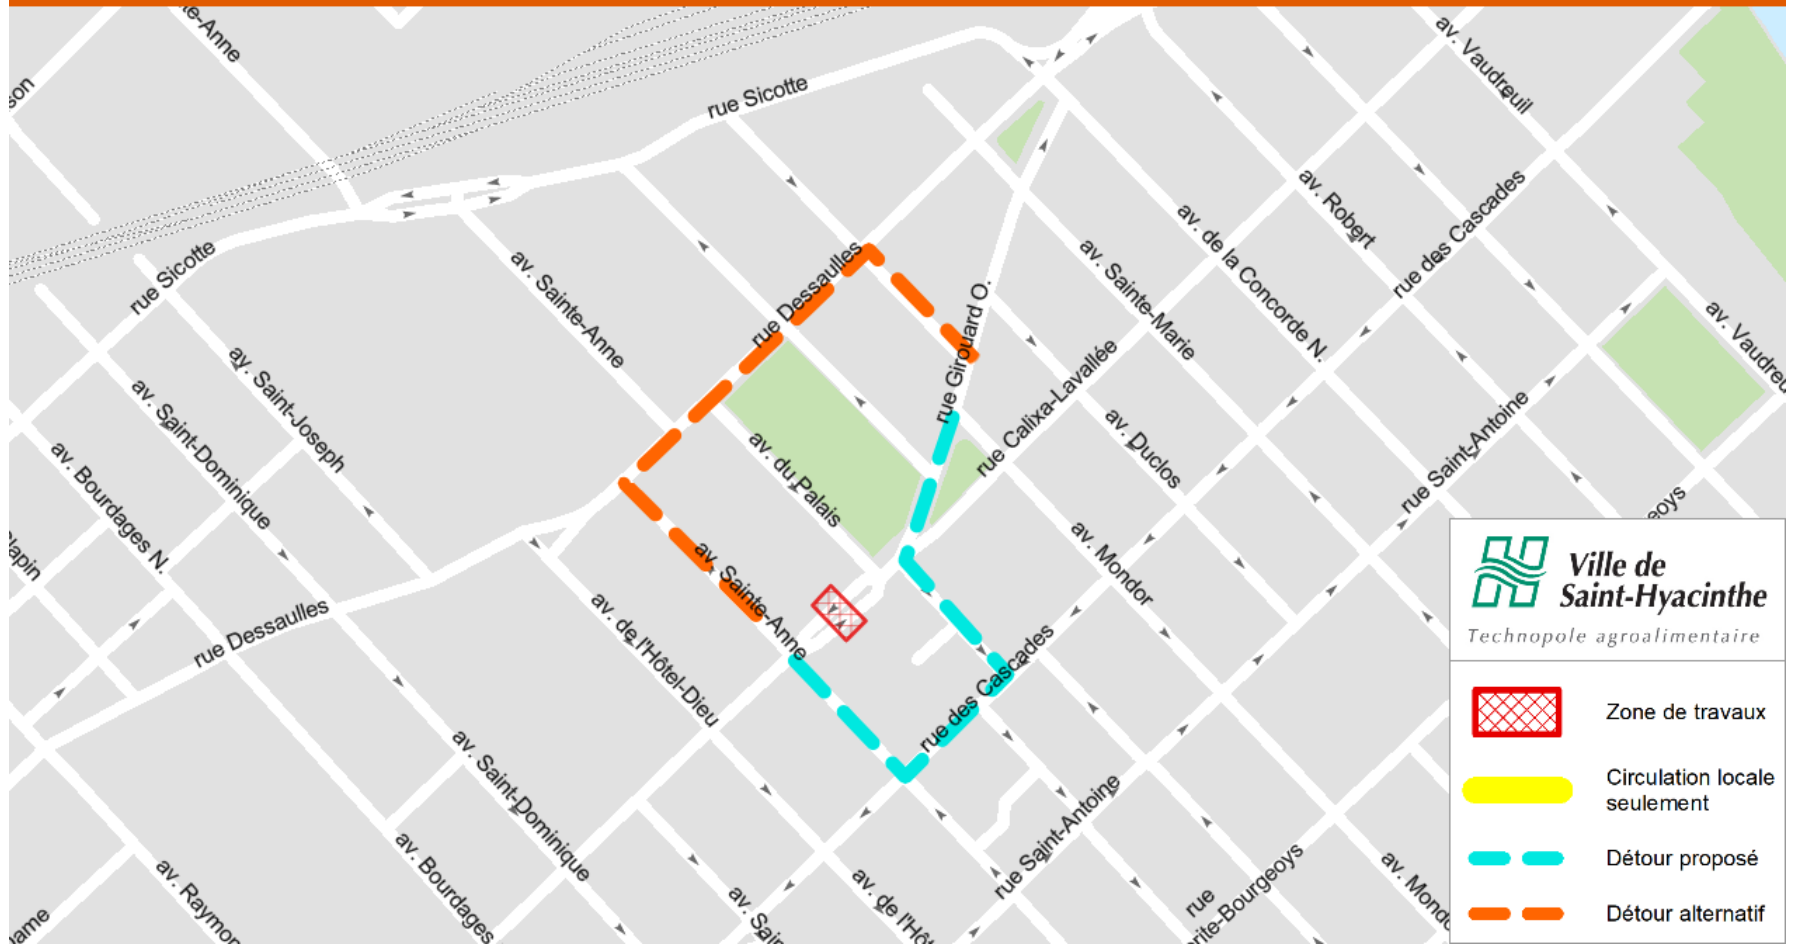 av. Vaudreuil
rue Sicotte
av. Robert
rue des Cascades
av. de la Concorde N.
av. Sainte-Marie
rue Sicotte
av. Sainte-Anne
rue Dessaulles
rue Girouard O.
av. Saint-Joseph
av. Saint-Dominique
rue Calixa-Lavallée
rue Saint-Antoine
av. Duclos
av. Bourdages N.
av. du Palais
av. Mondor
av. Sainte-Anne
rue Dessaulles
av. de l'Hôtel-Dieu
rue des Cascades
av. Saint-Dominique
rue Saint-Antoine
av. Bourdages
rue
Ville de
Saint-Hyacinthe
Technopole agroalimentaire
Zone de travaux
Circulation locale
seulement
Détour proposé
Détour alternatif